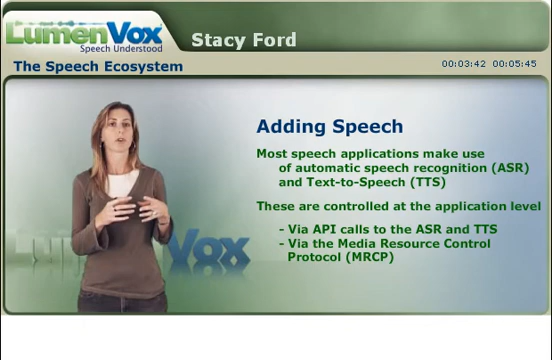 LumenVox
Speech Understood
Stacy Ford
The Speech Ecosystem
00:03:42 00:05:45
Adding Speech
Most speech applications make use
of automatic speech recognition (ASR)
and Text-to-Speech (TTS)
These are controlled at the application level
- Via API calls to the ASR and TTS
- Via the Media Resource Control
Protocol (MRCP)
Vox